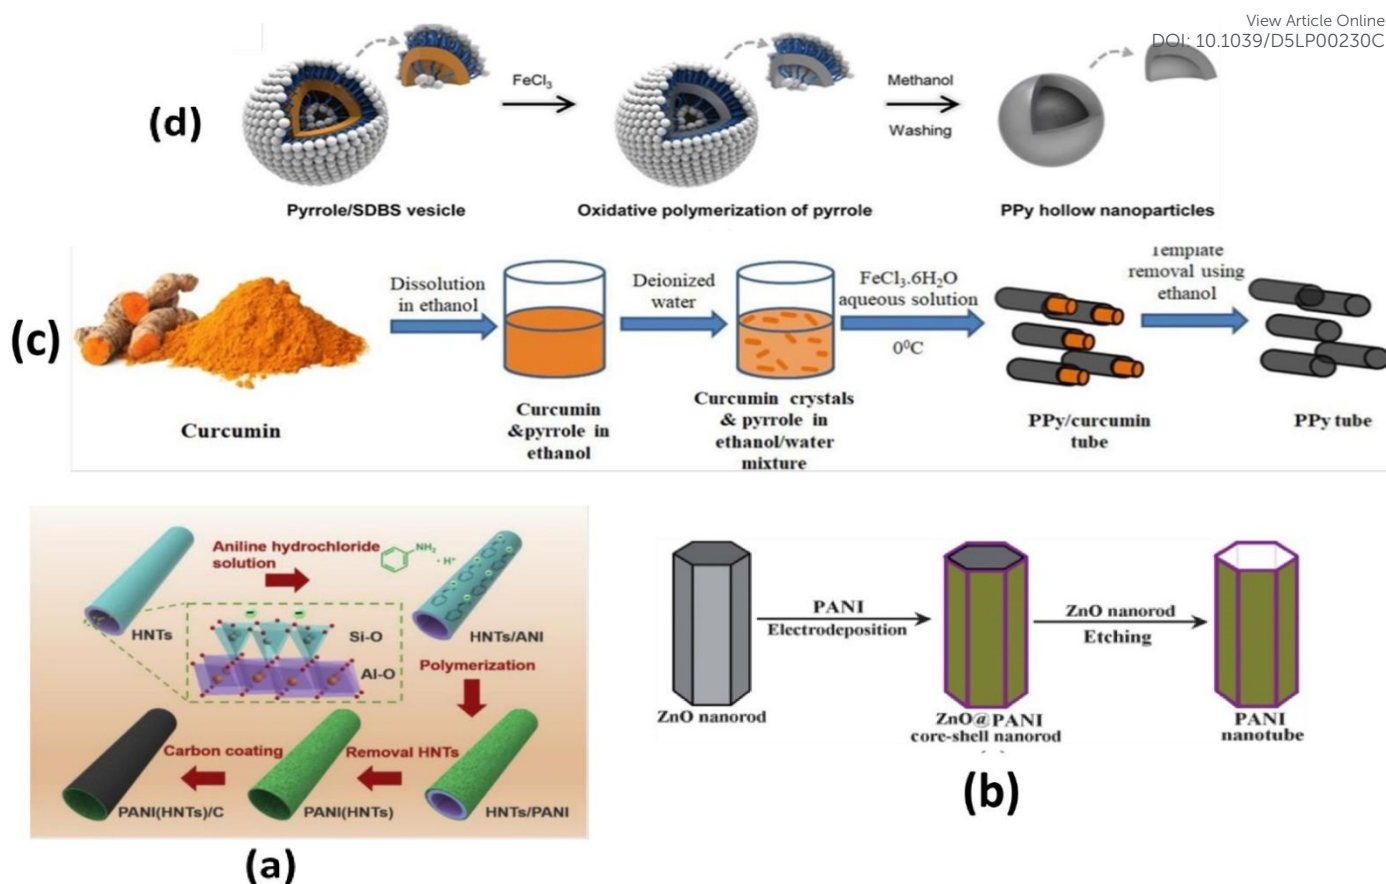 View Article Online
DOI: 10.1039/D5LP00230C
(d)
FeCl₃
Methanol
Washing
Pyrrole/SDBS vesicle
Oxidative polymerization of pyrrole
PPy hollow nanoparticles
(c)
Dissolution
in ethanol
Deionized
water
FeCl₃.6H₂O
aqueous solution
0⁰C
Template
removal using
ethanol
Curcumin
Curcumin
&pyrrole in
ethanol
Curcumin crystals
& pyrrole in
ethanol/water
mixture
PPy/curcumin
tube
PPy tube
Aniline hydrochloride
solution
NH₂
· H⁺
HNTs
Si-O
Al-O
HNTs/ANI
Polymerization
Carbon coating
Removal HNTs
PANI(HNTs)/C
PANI(HNTs)
HNTs/PANI
(a)
PANI
Electrodeposition
ZnO nanorod
Etching
ZnO nanorod
ZnO@PANI
core-shell nanorod
PANI
nanotube
(b)